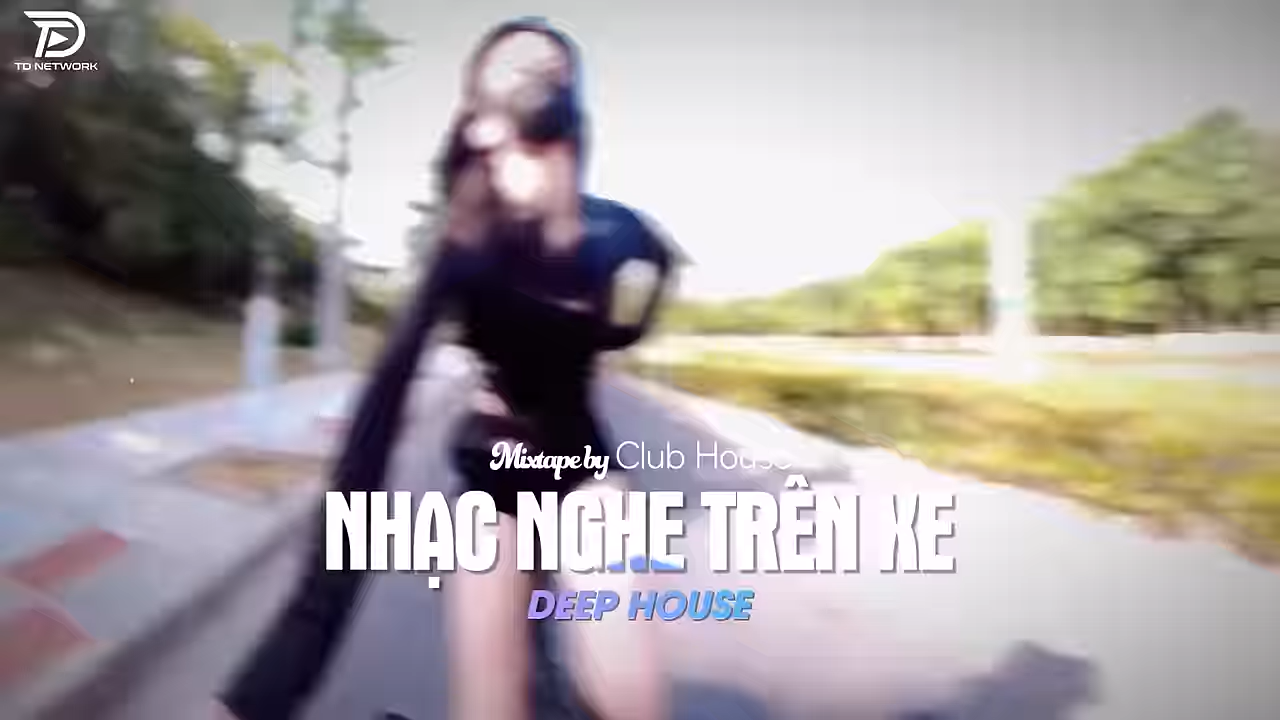 TD NETWORK
Mixtape by Club House
NHẠC NGHE TRÊN XE
DEEP HOUSE